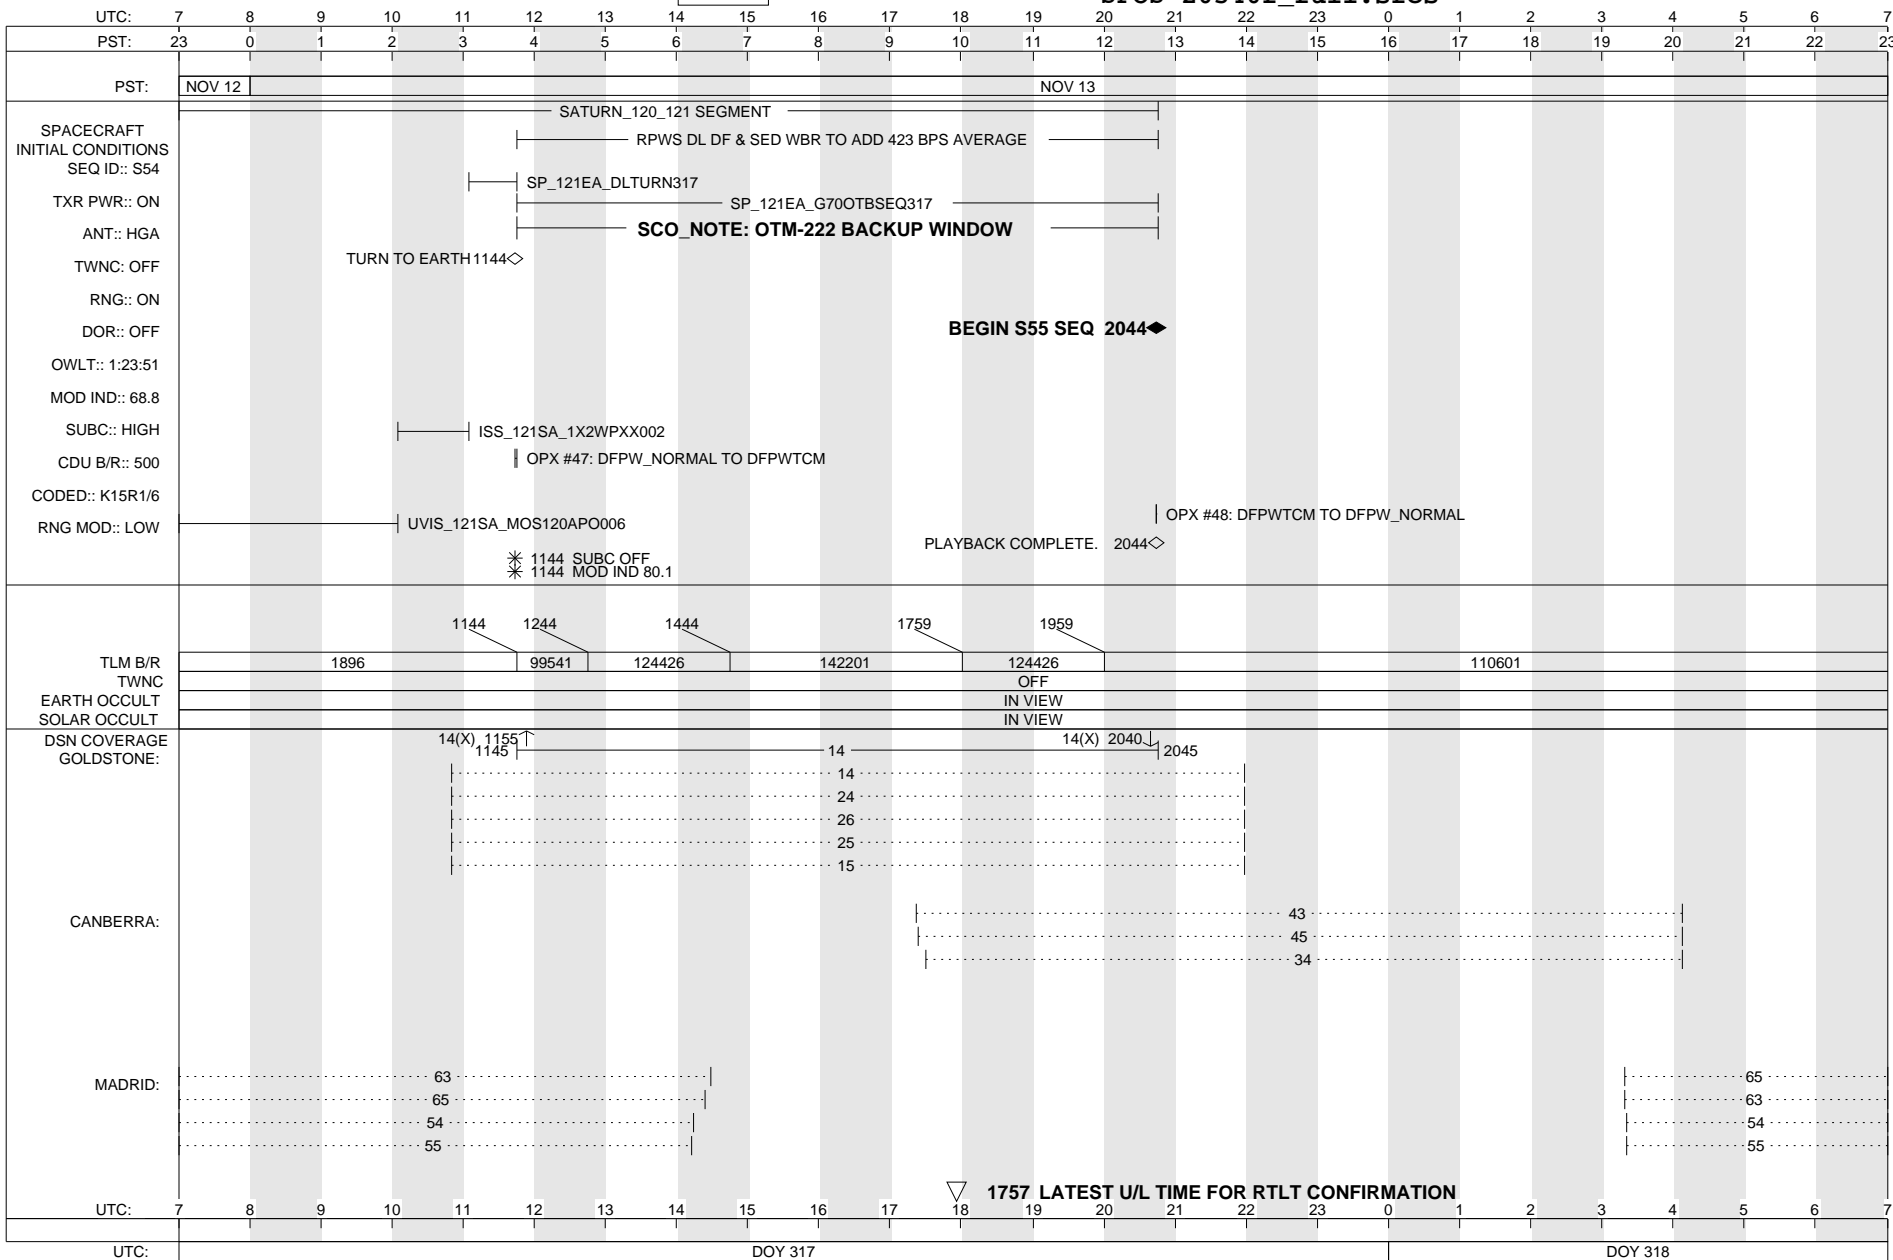 UTC: 7 8 9 10 11 12 13 14 15 16 17 18 19 20 21 22 23 0 1 2 3 4 5 6 7
PST: 23 0 1 2 3 4 5 6 7 8 9 10 11 12 13 14 15 16 17 18 19 20 21 22 23
PST: NOV 12 NOV 13
SATURN_120_121 SEGMENT
SPACECRAFT
INITIAL CONDITIONS
RPWS DL DF & SED WBR TO ADD 423 BPS AVERAGE
SEQ ID:: S54
SP_121EA_DLTURN317
TXR PWR:: ON
SP_121EA_G70OTBSEQ317
ANT:: HGA
SCO_NOTE: OTM-222 BACKUP WINDOW
TURN TO EARTH 1144
TWNC: OFF
RNG:: ON
DOR:: OFF
BEGIN S55 SEQ 2044
OWLT:: 1:23:51
MOD IND:: 68.8
SUBC:: HIGH
ISS_121SA_1X2WPXX002
CDU B/R:: 500
OPX #47: DFPW_NORMAL TO DFPWTCM
CODED:: K15R1/6
OPX #48: DFPWTCM TO DFPW_NORMAL
RNG MOD:: LOW
UVIS_121SA_MOS120APO006
PLAYBACK COMPLETE. 2044
1144 SUBC OFF
1144 MOD IND 80.1
1144 1244 1444 1759 1959
TLM B/R 1896 99541 124426 142201 124426 110601
TWNC OFF
EARTH OCCULT IN VIEW
SOLAR OCCULT IN VIEW
DSN COVERAGE 14(X) 1155 14(X) 2040
GOLDSTONE: 1145 14 2045
14
24
26
25
15
CANBERRA: 43
45
34
MADRID: 63 65
65 63
54 54
55 55
1757 LATEST U/L TIME FOR RTLT CONFIRMATION
UTC: 7 8 9 10 11 12 13 14 15 16 17 18 19 20 21 22 23 0 1 2 3 4 5 6 7
UTC: DOY 317 DOY 318